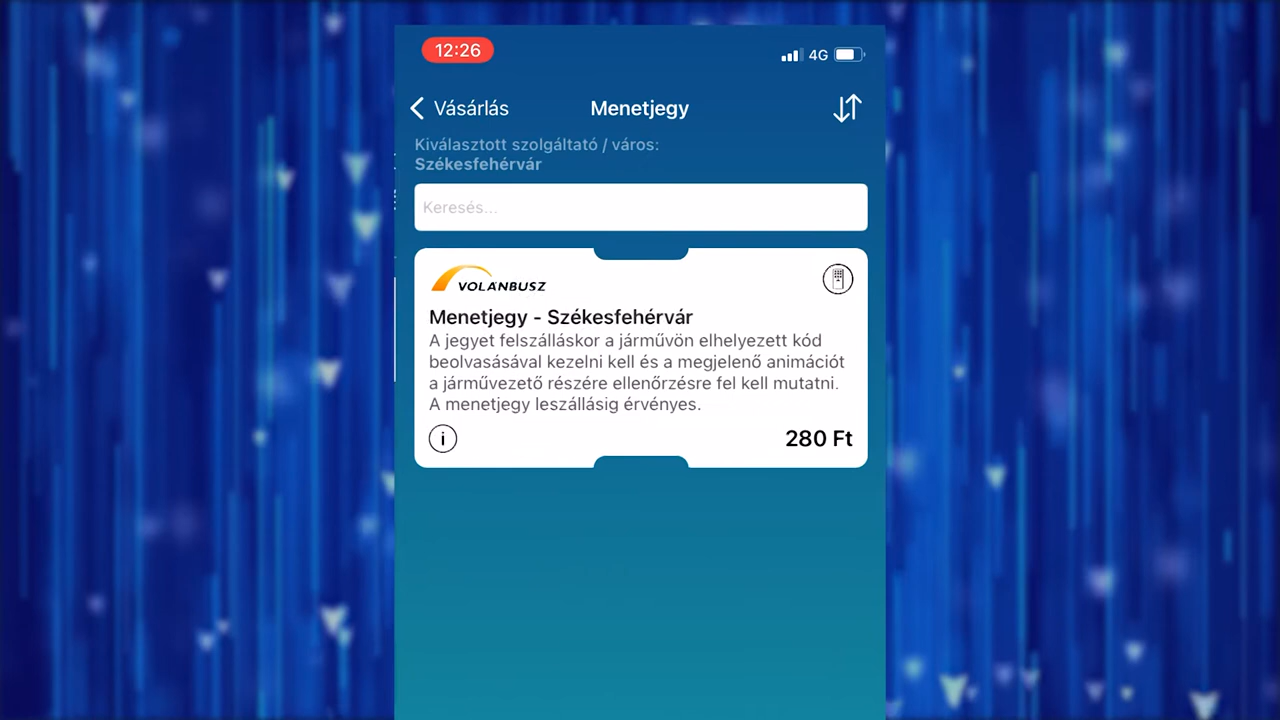 12:26
4G
Vásárlás
Menetjegy
Kiválasztott szolgáltató / város:
Székesfehérvár
Keresés...
VOLÁNBUSZ
Menetjegy - Székesfehérvár
A jegyet felszálláskor a járművön elhelyezett kód
beolvasásával kezelni kell és a megjelenő animációt
a járművezető részére ellenőrzésre fel kell mutatni.
A menetjegy leszállásig érvényes.
i
280 Ft